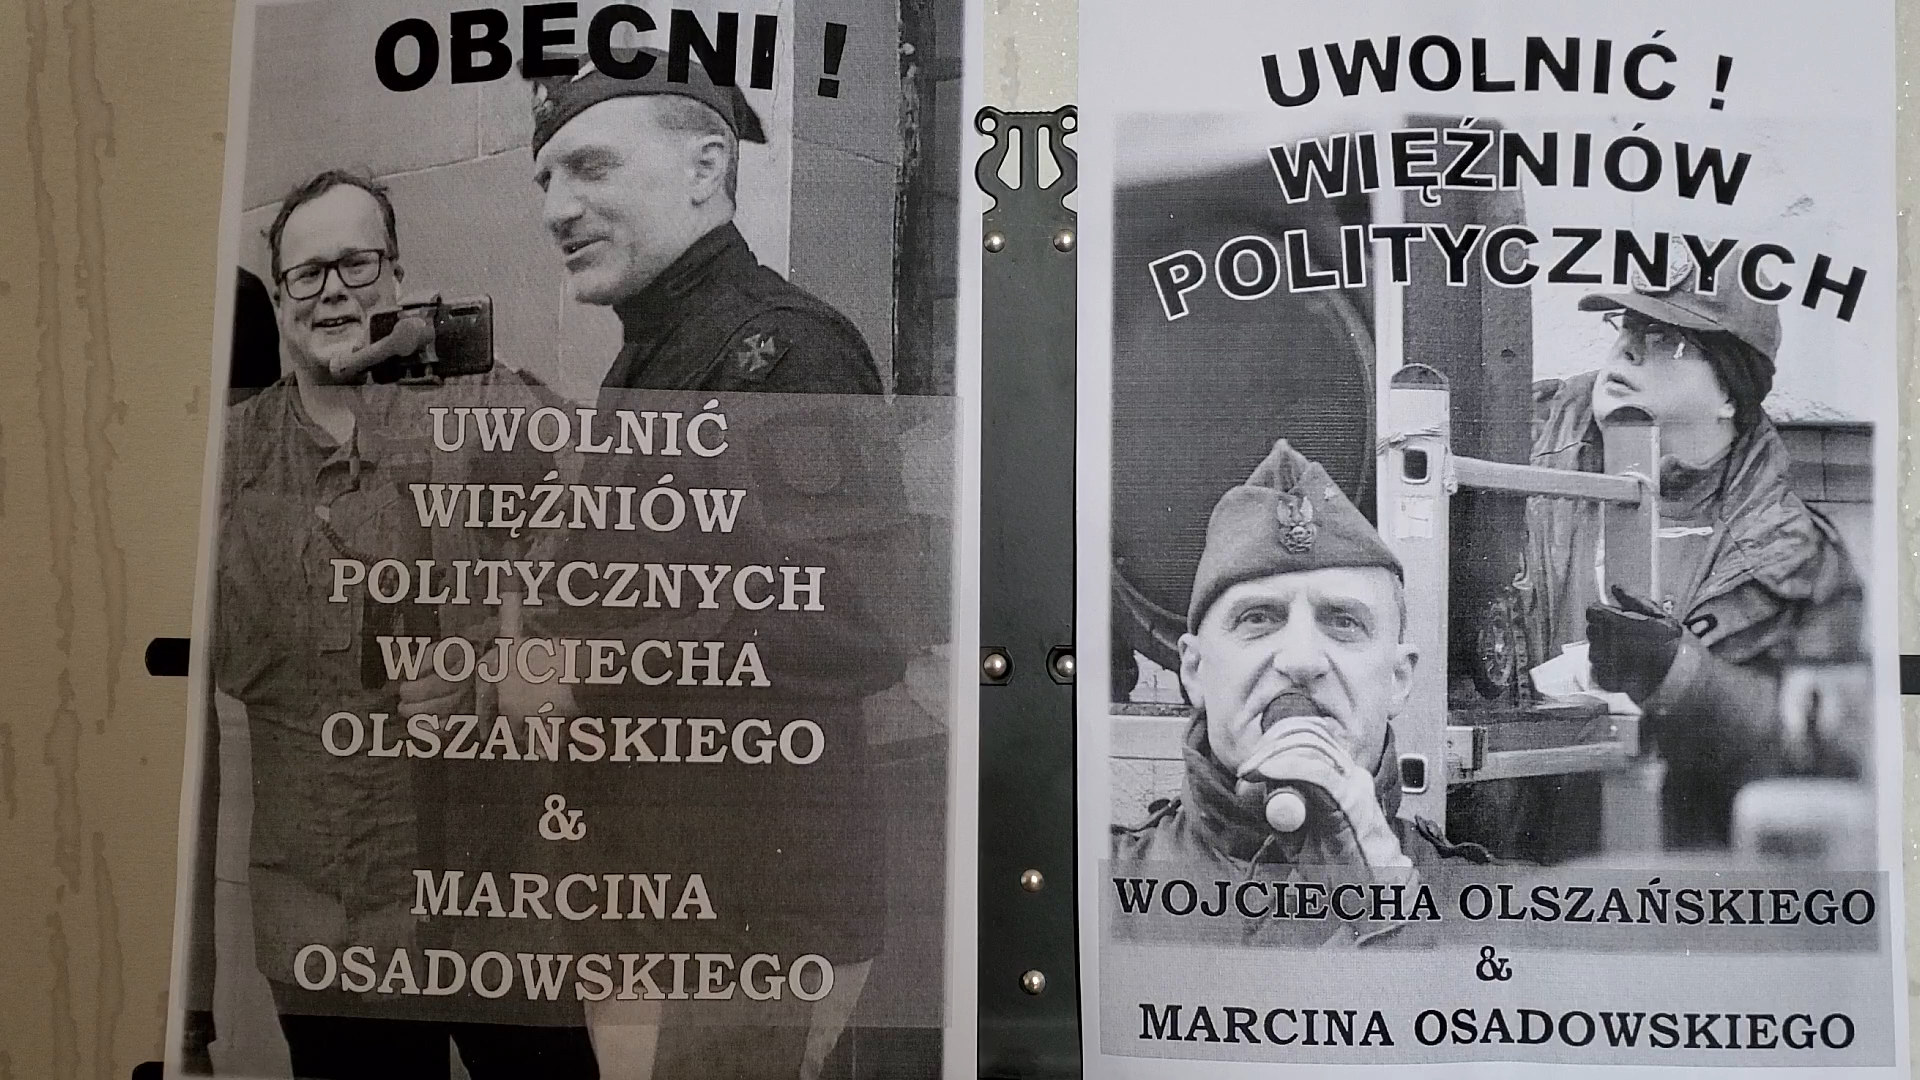 OBECNI !
UWOLNIĆ
WIĘŹNIÓW
POLITYCZNYCH
WOJCIECHA
OLSZAŃSKIEGO
&
MARCINA
OSADOWSKIEGO
UWOLNIĆ !
WIĘŹNIÓW
POLITYCZNYCH
WOJCIECHA OLSZAŃSKIEGO
&
MARCINA OSADOWSKIEGO